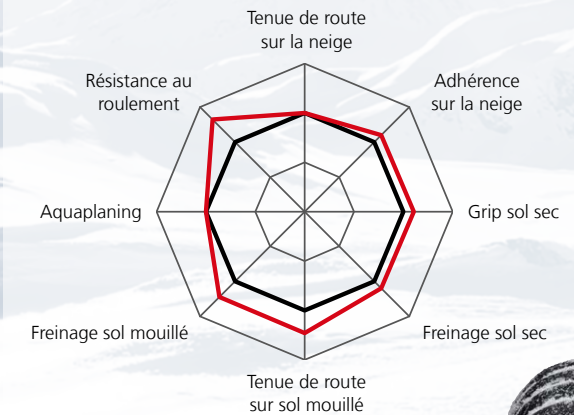 Tenue de route
sur la neige
Résistance au
roulement
Adhérence
sur la neige
Aquaplaning
Grip sol sec
Freinage sol mouillé
Freinage sol sec
Tenue de route
sur sol mouillé